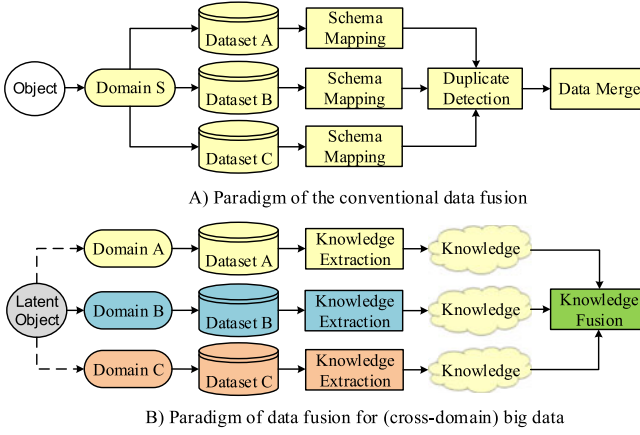 Object
Domain S
Dataset A
Schema
Mapping
Dataset B
Schema
Mapping
Dataset C
Schema
Mapping
Duplicate
Detection
Data Merge
A) Paradigm of the conventional data fusion
Latent
Object
Domain A
Dataset A
Knowledge
Extraction
Knowledge
Domain B
Dataset B
Knowledge
Extraction
Knowledge
Domain C
Dataset C
Knowledge
Extraction
Knowledge
Knowledge
Fusion
B) Paradigm of data fusion for (cross-domain) big data